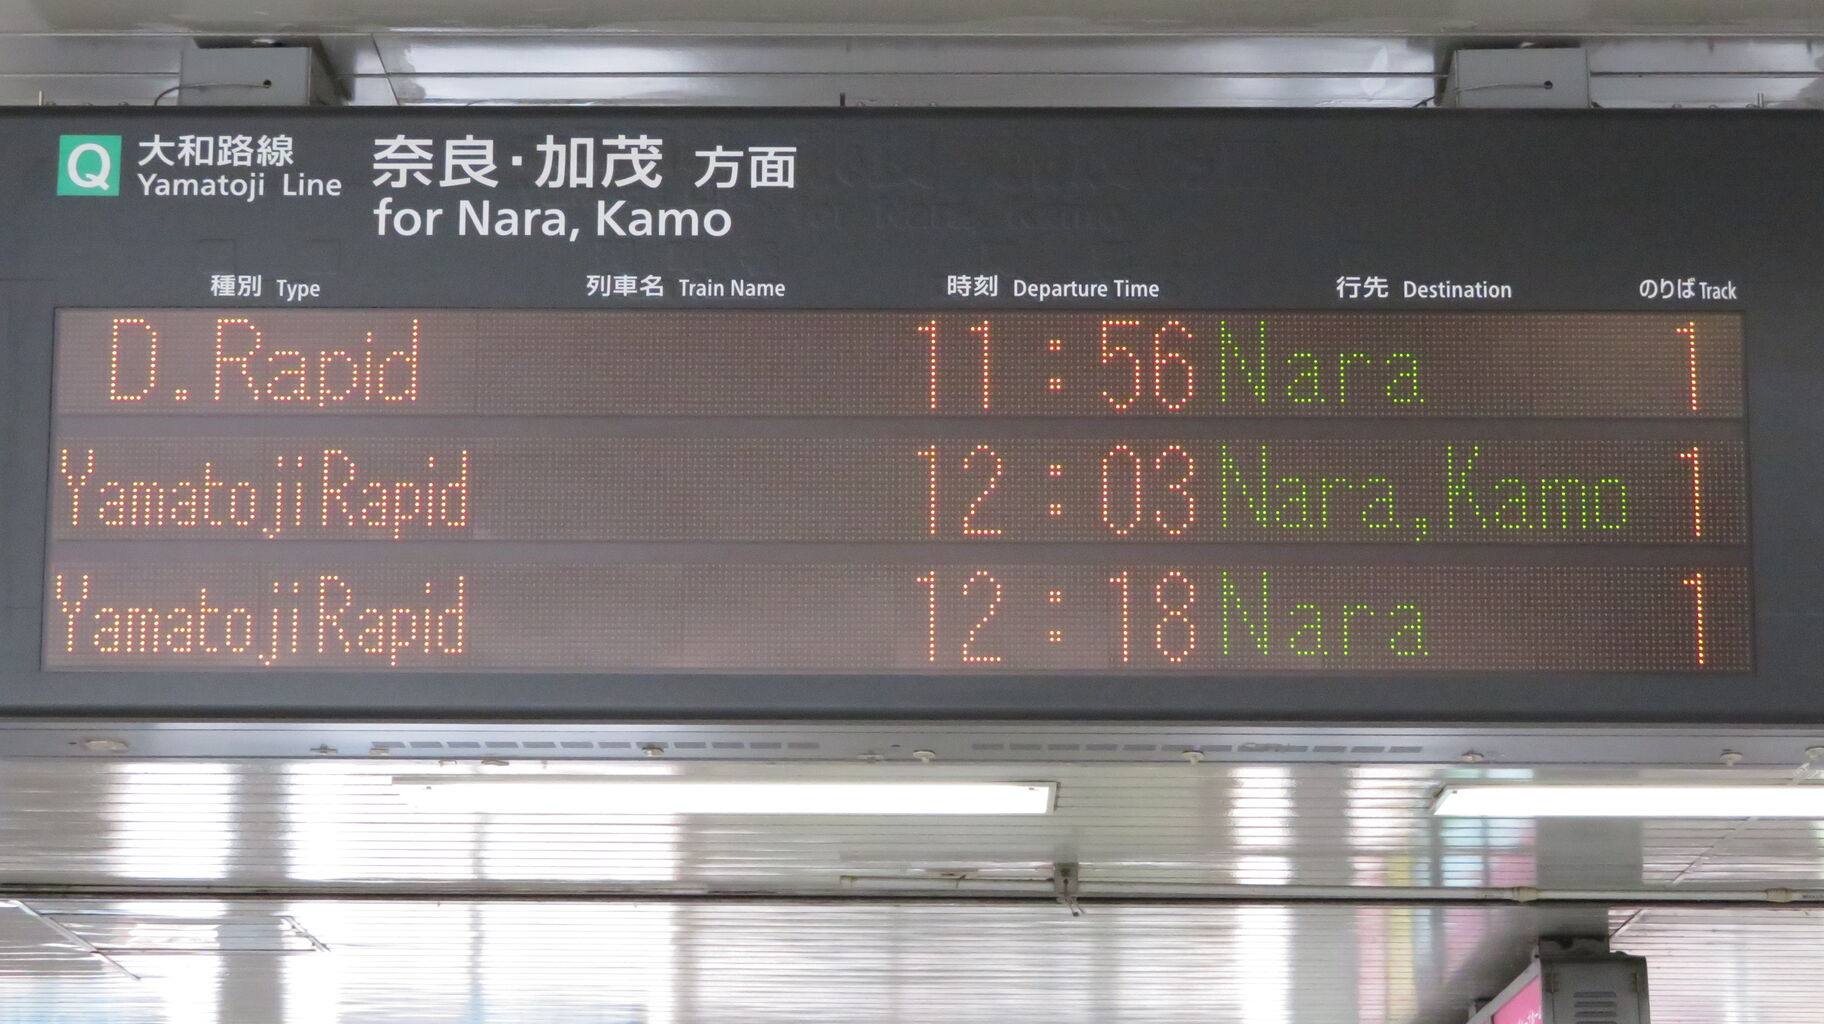 Q 大和路線 奈良・加茂 方面
Yamatoji Line for Nara, Kamo
種別 Type 列車名 Train Name 時刻 Departure Time 行先 Destination のりば Track
D.Rapid 11:56 Nara 1
Yamatoji Rapid 12:03 Nara,Kamo 1
Yamatoji Rapid 12:18 Nara 1